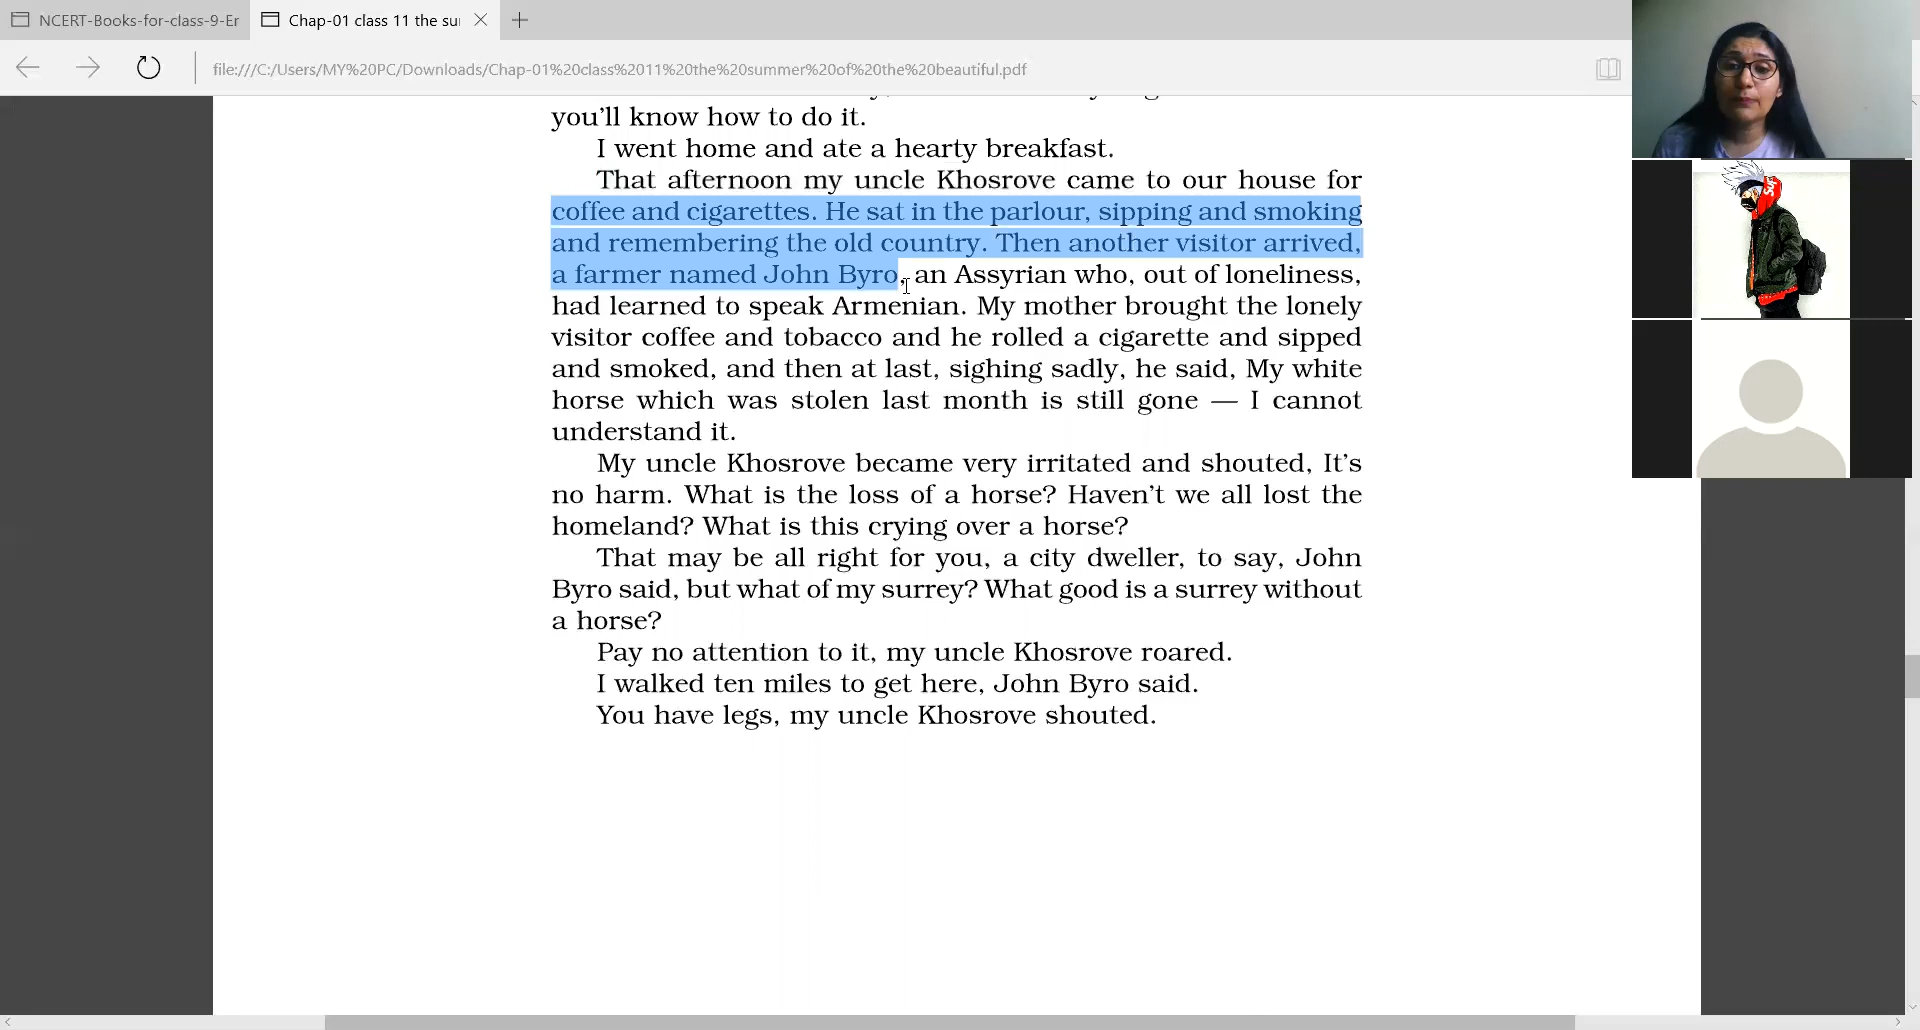 NCERT-Books-for-class-9-Er
Chap-01 class 11 the su
file:///C:/Users/MY%20PC/Downloads/Chap-01%20class%2011%20the%20summer%20of%20the%20beautiful.pdf
you’ll know how to do it.
I went home and ate a hearty breakfast.
That afternoon my uncle Khosrove came to our house for
coffee and cigarettes. He sat in the parlour, sipping and smoking
and remembering the old country. Then another visitor arrived,
a farmer named John Byro, an Assyrian who, out of loneliness,
had learned to speak Armenian. My mother brought the lonely
visitor coffee and tobacco and he rolled a cigarette and sipped
and smoked, and then at last, sighing sadly, he said, My white
horse which was stolen last month is still gone — I cannot
understand it.
My uncle Khosrove became very irritated and shouted, It’s
no harm. What is the loss of a horse? Haven’t we all lost the
homeland? What is this crying over a horse?
That may be all right for you, a city dweller, to say, John
Byro said, but what of my surrey? What good is a surrey without
a horse?
Pay no attention to it, my uncle Khosrove roared.
I walked ten miles to get here, John Byro said.
You have legs, my uncle Khosrove shouted.